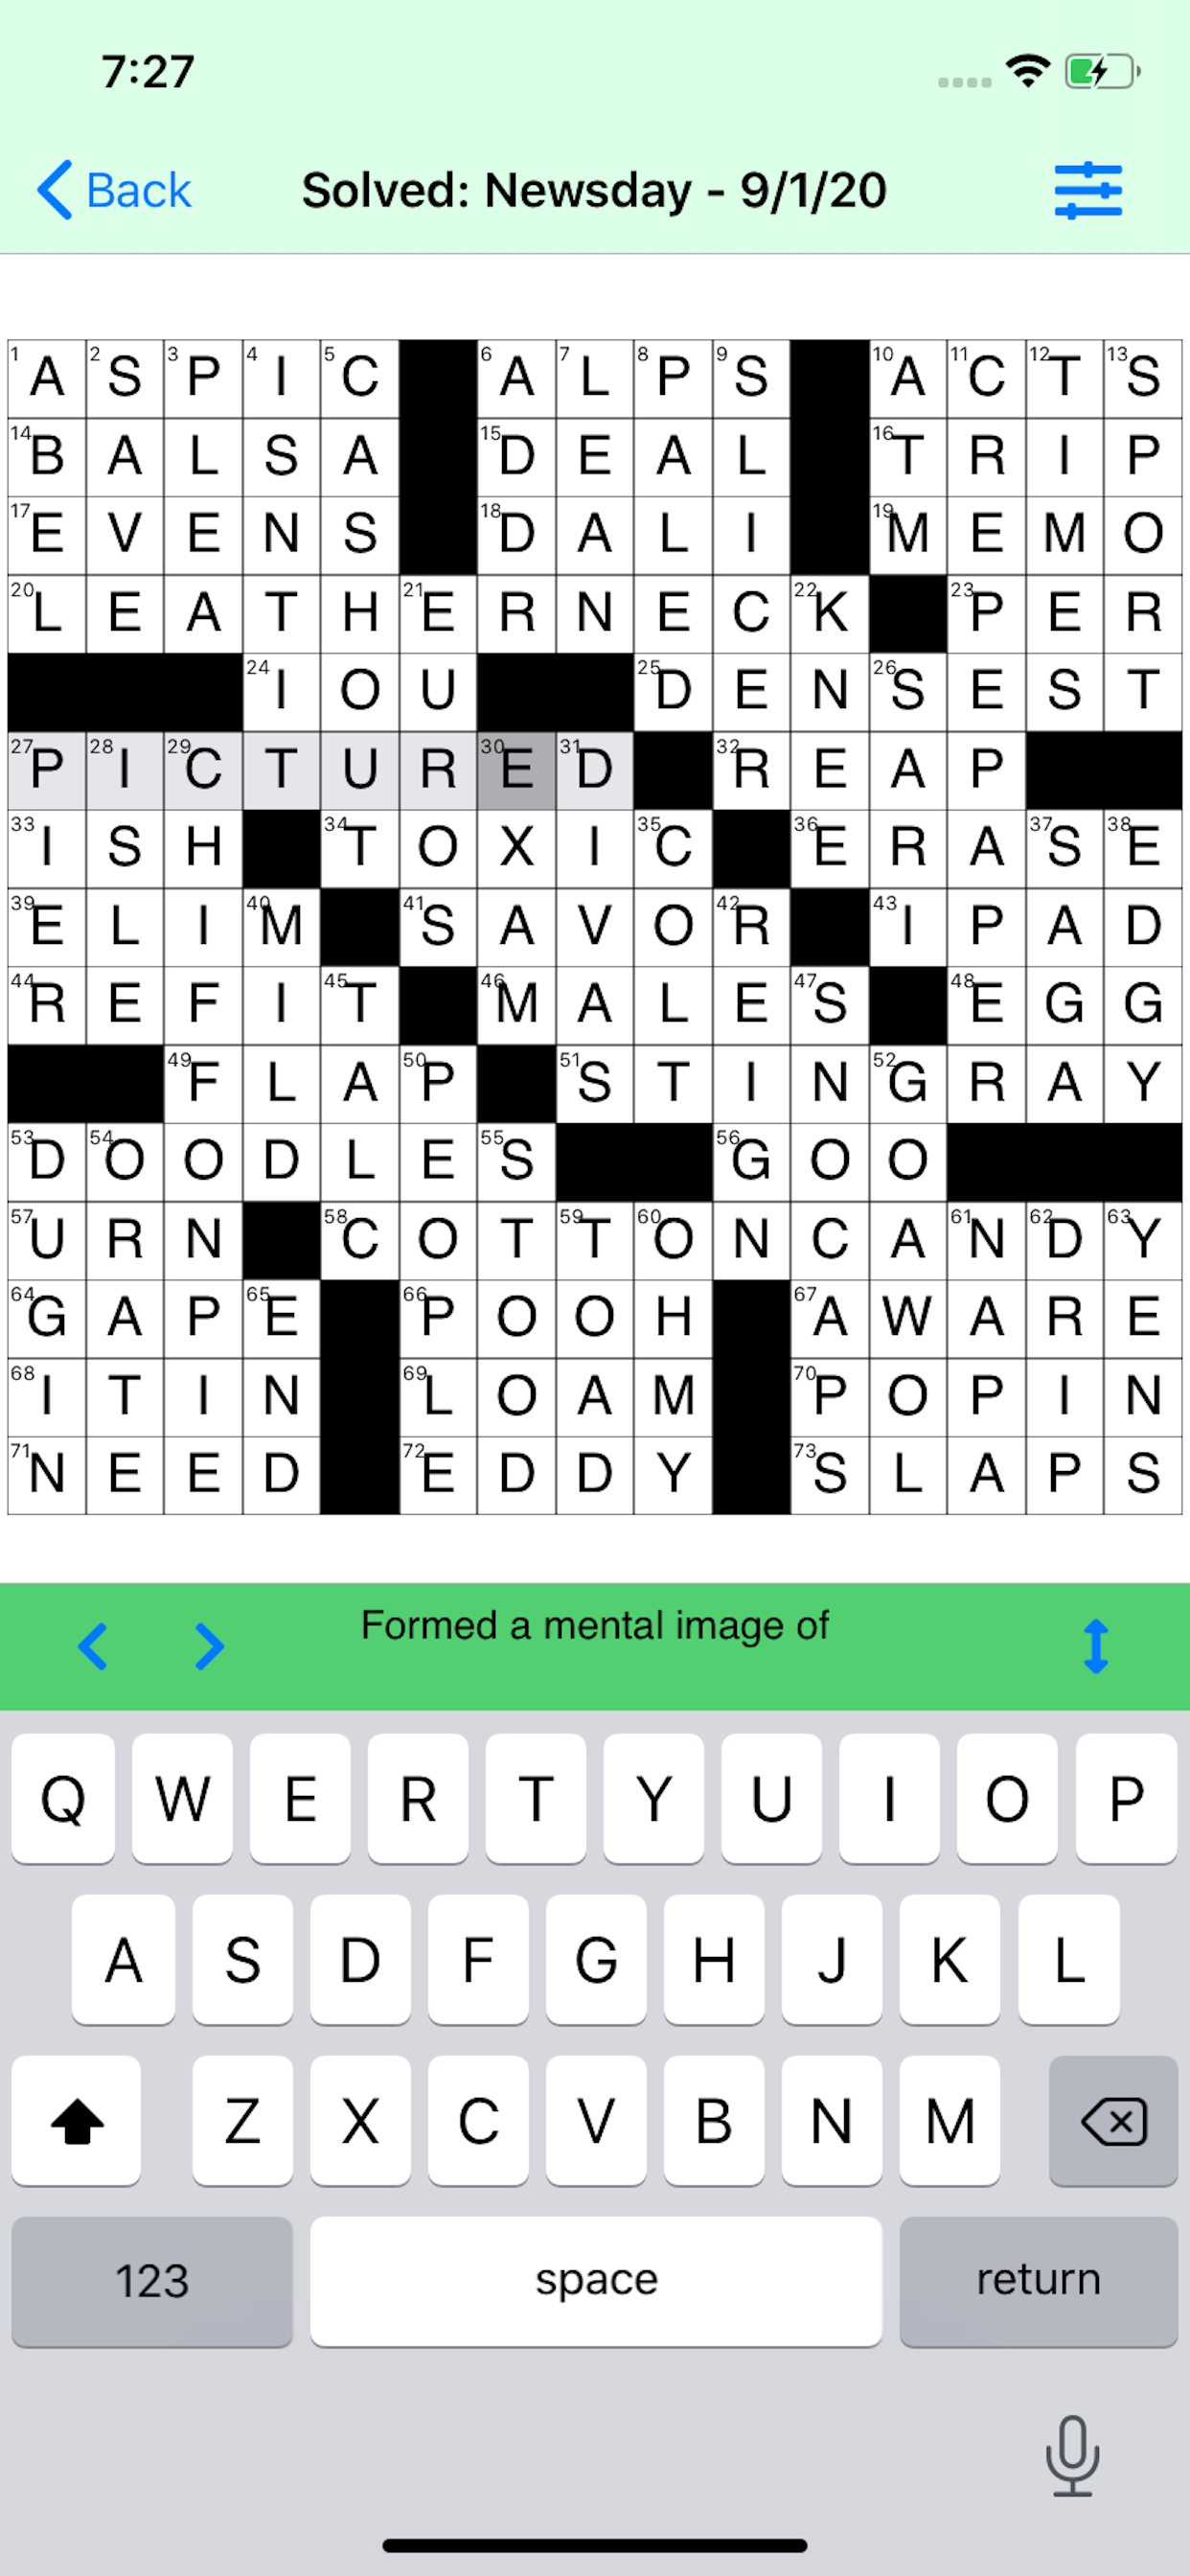 7:27
Back Solved: Newsday - 9/1/20
1 A 2 S 3 P 4 I 5 C 6 A 7 L 8 P 9 S 10 A 11 C 12 T 13 S
14 B A L S A 15 D E A L 16 T R I P
17 E V E N S 18 D A L I 19 M E M O
20 L E A T H 21 E R N E C 22 K 23 P E R
24 I O U 25 D E N 26 S E S T
27 P 28 I 29 C T U R 30 E 31 D 32 R E A P
33 I S H 34 T O X I 35 C 36 E R A 37 S 38 E
39 E L I 40 M 41 S A V O 42 R 43 I P A D
44 R E F I 45 T 46 M A L E 47 S 48 E G G
49 F L A 50 P 51 S T I N 52 G R A Y
53 D 54 O O D L E 55 S 56 G O O
57 U R N 58 C O T 59 T 60 O N C A 61 N 62 D 63 Y
64 G A P 65 E 66 P O O H 67 A W A R E
68 I T I N 69 L O A M 70 P O P I N
71 N E E D 72 E D D Y 73 S L A P S
Formed a mental image of
Q W E R T Y U I O P
A S D F G H J K L
Z X C V B N M
123 space return